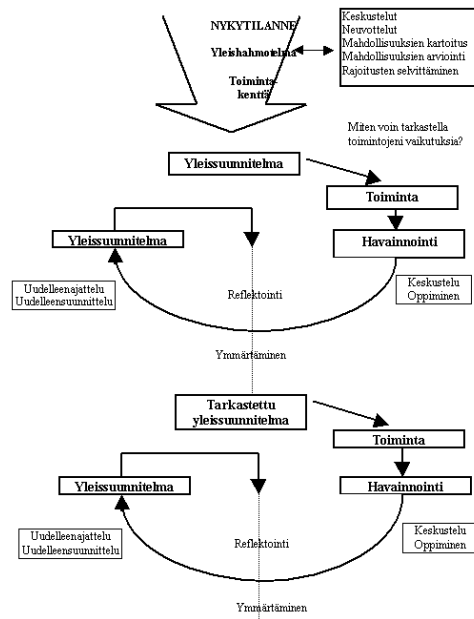 NYKYTILANNE
Yleishahmotelma
Toiminta-
kenttä
Keskustelut
Neuvottelut
Mahdollisuuksien kartoitus
Mahdollisuuksien arviointi
Rajoitusten selvittäminen
Miten voin tarkastella
toimintojeni vaikutuksia?
Yleissuunnitelma
Toiminta
Yleissuunnitelma
Havainnointi
Uudelleenajattelu
Uudelleensuunnittelu
Reflektointi
Keskustelu
Oppiminen
Ymmärtäminen
Tarkastettu
yleissuunnitelma
Toiminta
Yleissuunnitelma
Havainnointi
Uudelleenajattelu
Uudelleensuunnittelu
Reflektointi
Keskustelu
Oppiminen
Ymmärtäminen